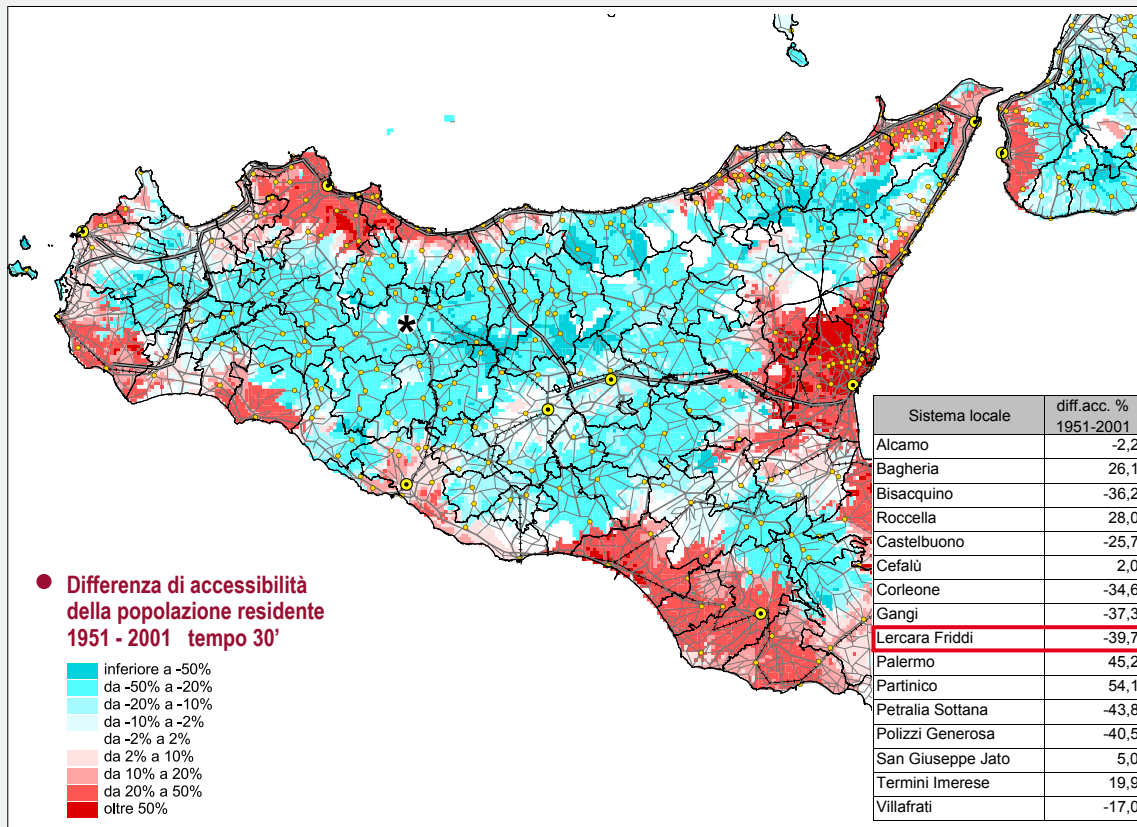 *
Differenza di accessibilità
della popolazione residente
1951 - 2001 tempo 30'
inferiore a -50%
da -50% a -20%
da -20% a -10%
da -10% a -2%
da -2% a 2%
da 2% a 10%
da 10% a 20%
da 20% a 50%
oltre 50%
Sistema locale diff.acc. % 1951-2001
Alcamo -2,2
Bagheria 26,1
Bisacquino -36,2
Roccella 28,0
Castelbuono -25,7
Cefalù 2,0
Corleone -34,6
Gangi -37,3
Lercara Friddi -39,7
Palermo 45,2
Partinico 54,1
Petralia Sottana -43,8
Polizzi Generosa -40,5
San Giuseppe Jato 5,0
Termini Imerese 19,9
Villafrati -17,0